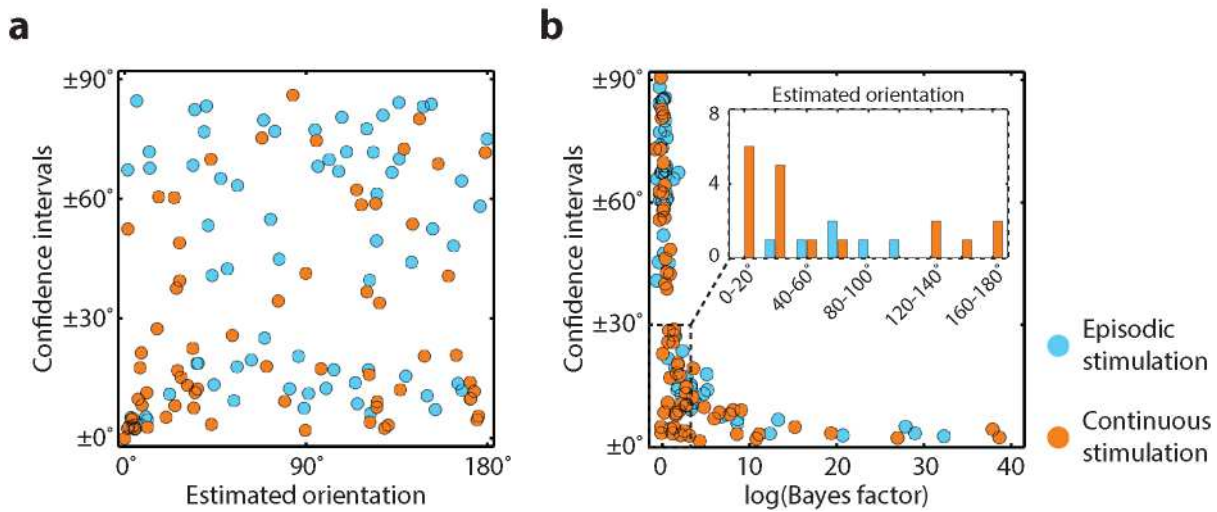 a
Confidence intervals
±90˚
±60˚
±30˚
±0˚
0˚
90˚
180˚
Estimated orientation
b
Confidence intervals
±90˚
±60˚
±30˚
±0˚
0
10
20
30
40
log(Bayes factor)
Estimated orientation
8
4
0
0-20˚
40-60˚
80-100˚
120-140˚
160-180˚
Episodic
stimulation
Continuous
stimulation